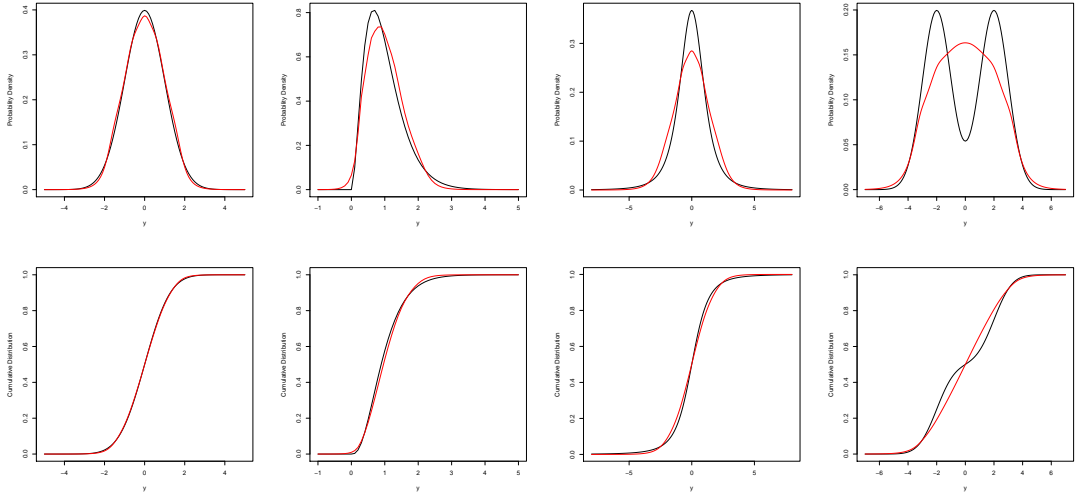 Probability Density
0.0 0.1 0.2 0.3 0.4
−4 −2 0 2 4
y
Probability Density
0.0 0.2 0.4 0.6 0.8
−1 0 1 2 3 4 5
y
Probability Density
0.0 0.1 0.2 0.3
−5 0 5
y
Probability Density
0.00 0.05 0.10 0.15 0.20
−6 −4 −2 0 2 4 6
y
Cumulative Distribution
0.0 0.2 0.4 0.6 0.8 1.0
−4 −2 0 2 4
y
Cumulative Distribution
0.0 0.2 0.4 0.6 0.8 1.0
−1 0 1 2 3 4 5
y
Cumulative Distribution
0.0 0.2 0.4 0.6 0.8 1.0
−5 0 5
y
Cumulative Distribution
0.0 0.2 0.4 0.6 0.8 1.0
−6 −4 −2 0 2 4 6
y